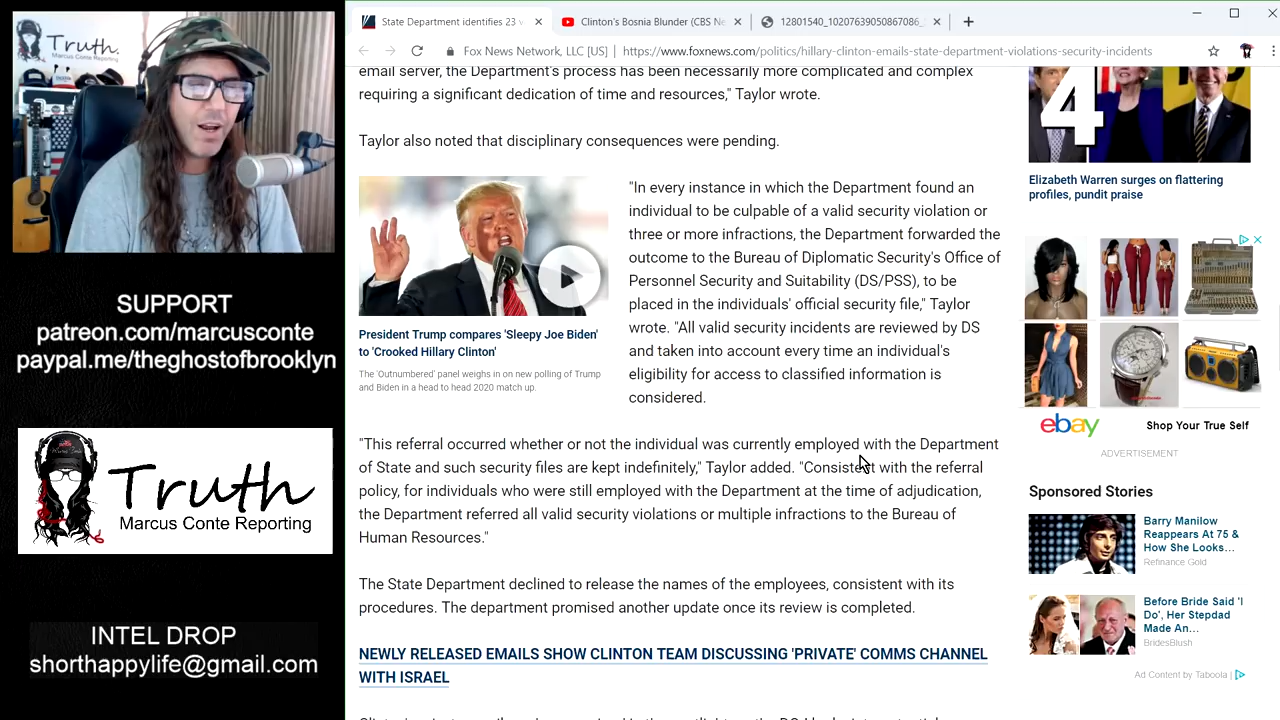 Truth.
Marcus Conte Reporting
SUPPORT
patreon.com/marcusconte
paypal.me/theghostofbrooklyn
Truth
Marcus Conte Reporting
INTEL DROP
shorthappylife@gmail.com
State Department identifies 23
Clinton's Bosnia Blunder (CBS Ne
12801540_10207639050867086_
Fox News Network, LLC [US] | https://www.foxnews.com/politics/hillary-clinton-emails-state-department-violations-security-incidents
email server, the Department's process has been necessarily more complicated and complex
requiring a significant dedication of time and resources," Taylor wrote.
Taylor also noted that disciplinary consequences were pending.
President Trump compares 'Sleepy Joe Biden'
to 'Crooked Hillary Clinton'
The 'Outnumbered' panel weighs in on new polling of Trump
and Biden in a head to head 2020 match up.
"In every instance in which the Department found an
individual to be culpable of a valid security violation or
three or more infractions, the Department forwarded the
outcome to the Bureau of Diplomatic Security's Office of
Personnel Security and Suitability (DS/PSS), to be
placed in the individuals' official security file," Taylor
wrote. "All valid security incidents are reviewed by DS
and taken into account every time an individual's
eligibility for access to classified information is
considered.
"This referral occurred whether or not the individual was currently employed with the Department
of State and such security files are kept indefinitely," Taylor added. "Consistent with the referral
policy, for individuals who were still employed with the Department at the time of adjudication,
the Department referred all valid security violations or multiple infractions to the Bureau of
Human Resources."
The State Department declined to release the names of the employees, consistent with its
procedures. The department promised another update once its review is completed.
NEWLY RELEASED EMAILS SHOW CLINTON TEAM DISCUSSING 'PRIVATE' COMMS CHANNEL
WITH ISRAEL
4
Elizabeth Warren surges on flattering
profiles, pundit praise
ebay
Shop Your True Self
ADVERTISEMENT
Sponsored Stories
Barry Manilow
Reappears At 75 &
How She Looks...
Refinance Gold
Before Bride Said 'I
Do', Her Stepdad
Made An...
BridesBlush
Ad Content by Taboola |